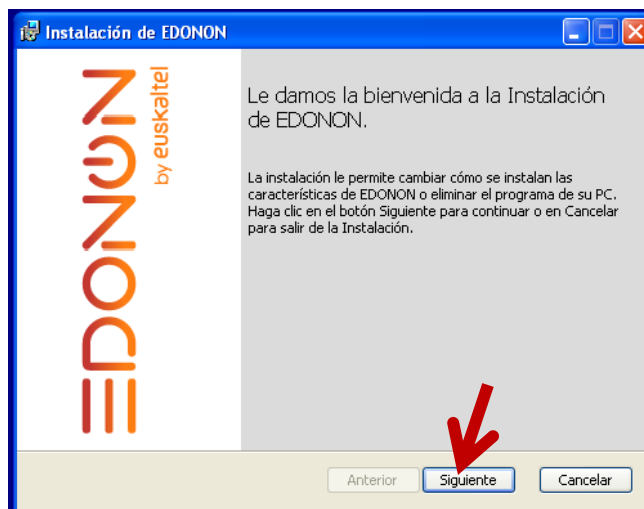 Instalación de EDONON
EDONON
by euskaltel
Le damos la bienvenida a la Instalación
de EDONON.
La instalación le permite cambiar cómo se instalan las
características de EDONON o eliminar el programa de su PC.
Haga clic en el botón Siguiente para continuar o en Cancelar
para salir de la Instalación.
Anterior
Siguiente
Cancelar